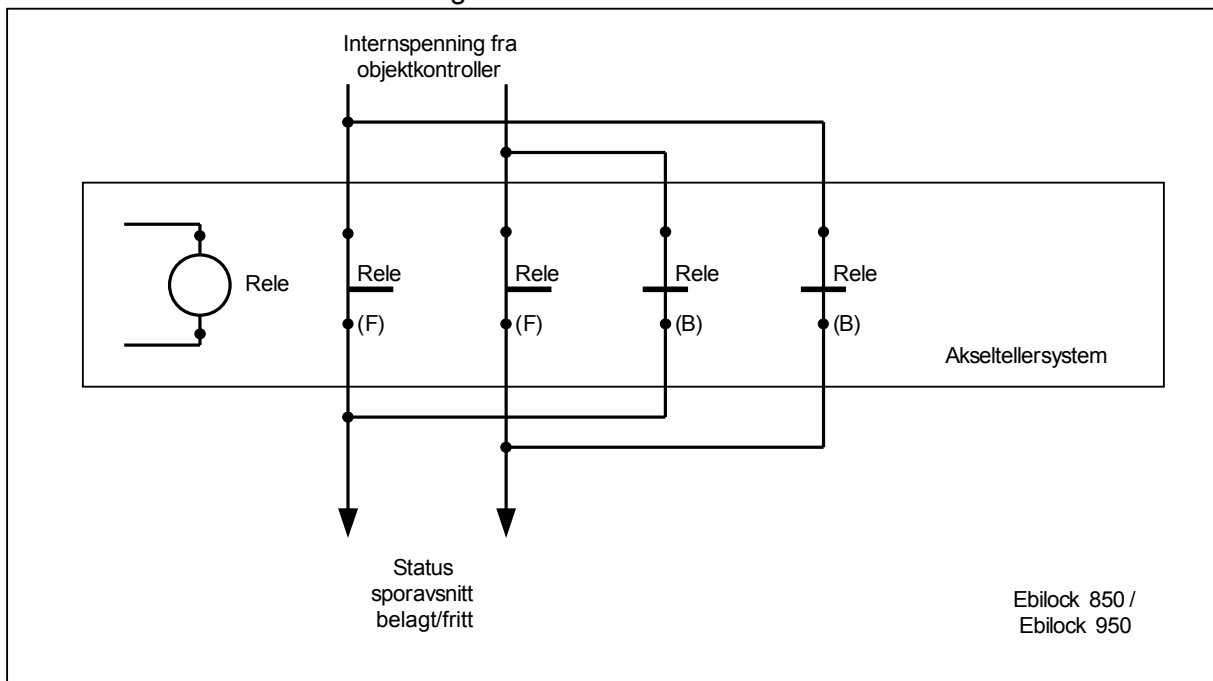 Internspenning fra
objektkontroller
Rele
Rele
Rele
Rele
Rele
(F)
(F)
(B)
(B)
Akseltellersystem
Status
sporavsnitt
belagt/fritt
Ebilock 850 /
Ebilock 950